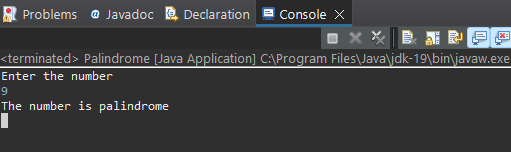 Problems @ Javadoc Declaration Console
<terminated> Palindrome [Java Application] C:\Program Files\Java\jdk-19\bin\javaw.exe
Enter the number
9
The number is palindrome